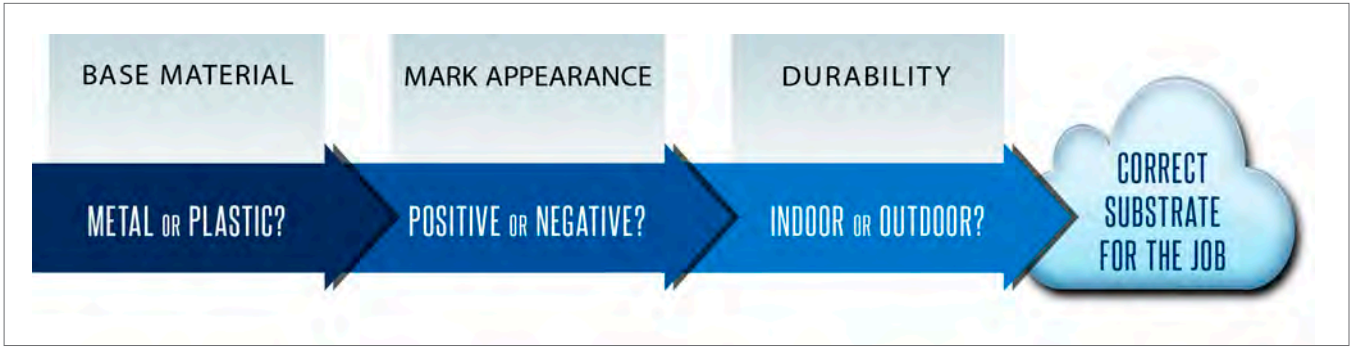 BASE MATERIAL
MARK APPEARANCE
DURABILITY
METAL OR PLASTIC?
POSITIVE OR NEGATIVE?
INDOOR OR OUTDOOR?
CORRECT
SUBSTRATE
FOR THE JOB